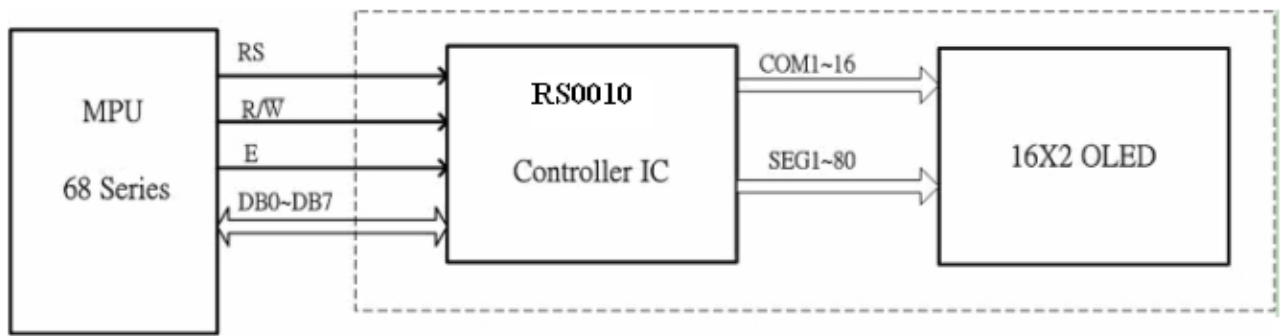 MPU
68 Series
RS
R/W̅
E
DB0~DB7
RS0010
Controller IC
COM1~16
SEG1~80
16X2 OLED